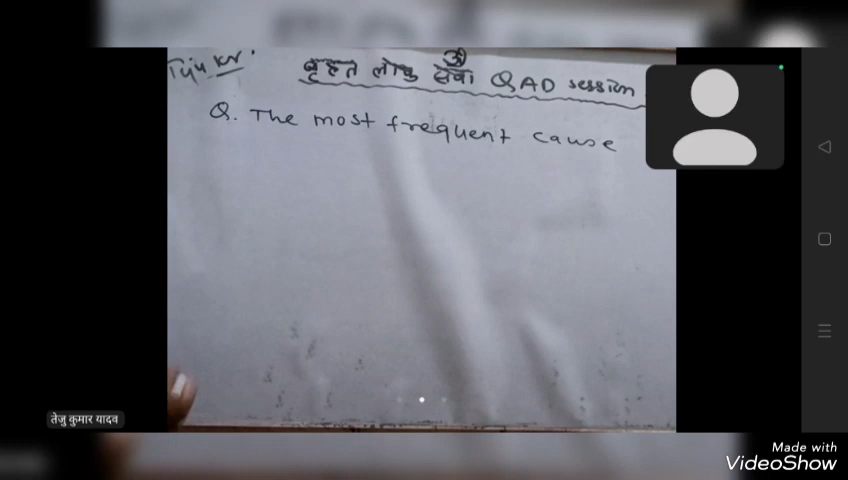 ॐ
बृहत लोक सेवा QAD session
Q. The most frequent cause
तेजु कुमार यादव
Made with
VideoShow